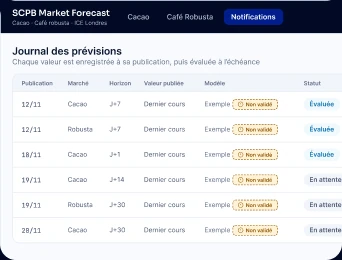 SCPB Market Forecast
Cacao · Café robusta · ICE Londres
Cacao Café Robusta Notifications
Journal des prévisions
Chaque valeur est enregistrée à sa publication, puis évaluée à l'échéance
Publication Marché Horizon Valeur publiée Modèle Statut
12/11 Cacao J+7 Dernier cours Exemple Non validé Évaluée
12/11 Robusta J+7 Dernier cours Exemple Non validé Évaluée
18/11 Cacao J+1 Dernier cours Exemple Non validé Évaluée
19/11 Cacao J+14 Dernier cours Exemple Non validé En attente
19/11 Robusta J+30 Dernier cours Exemple Non validé En attente
28/11 Cacao J+30 Dernier cours Exemple Non validé En attente